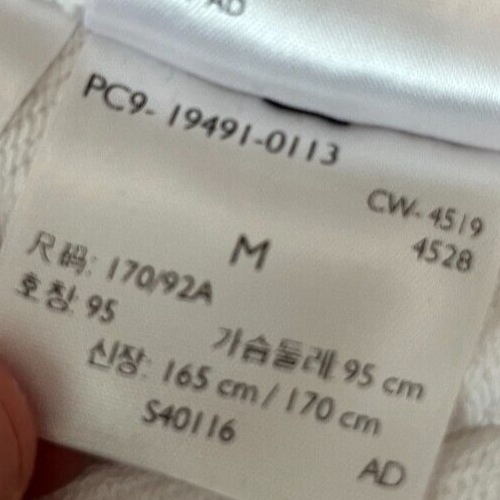 AD
PC9-19491-0113
CW-4519
4528
M
尺码: 170/92A
호칭: 95
가슴둘레 95 cm
신장: 165 cm / 170 cm
S40116
AD